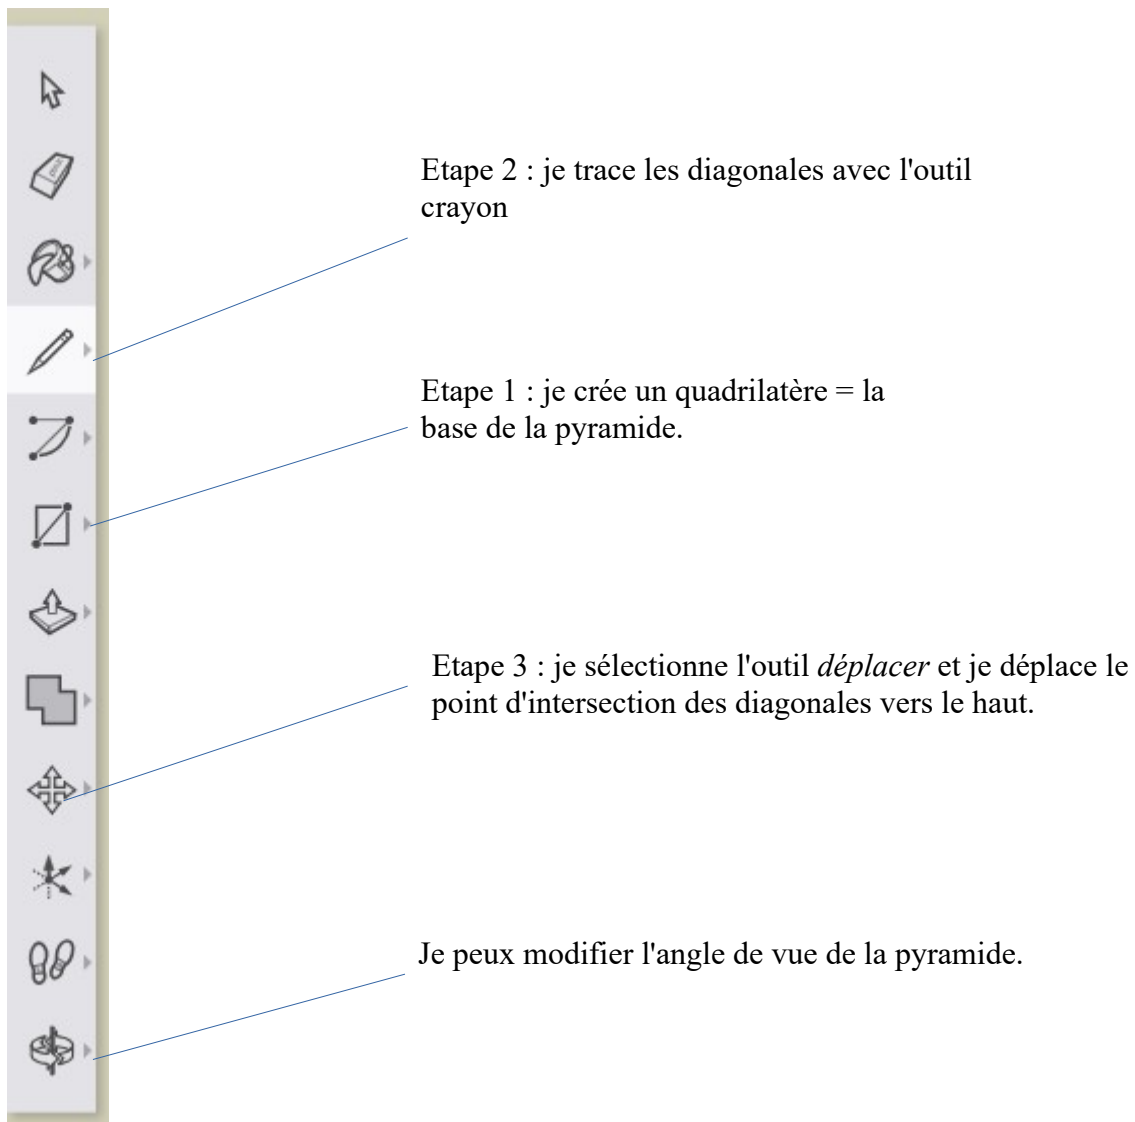 Etape 2 : je trace les diagonales avec l'outil
crayon
Etape 1 : je crée un quadrilatère = la
base de la pyramide.
Etape 3 : je sélectionne l'outil déplacer et je déplace le
point d'intersection des diagonales vers le haut.
Je peux modifier l'angle de vue de la pyramide.